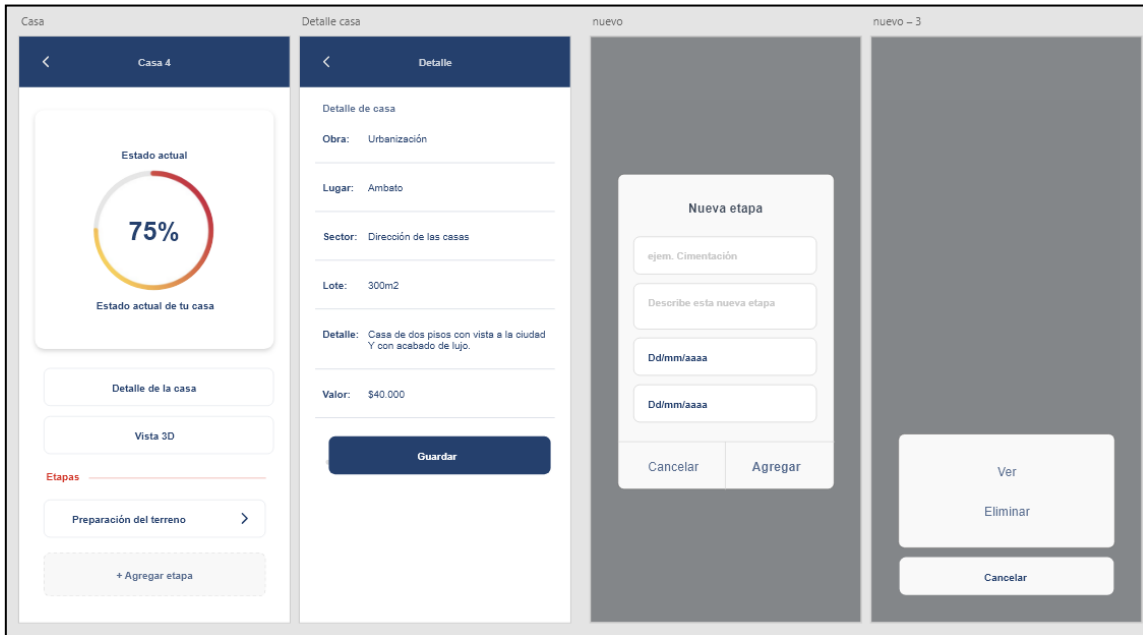 Casa
Casa 4
Estado actual
75%
Estado actual de tu casa
Detalle de la casa
Vista 3D
Etapas
Preparación del terreno
+ Agregar etapa
Detalle casa
Detalle
Detalle de casa
Obra: Urbanización
Lugar: Ambato
Sector: Dirección de las casas
Lote: 300m2
Detalle: Casa de dos pisos con vista a la ciudad
Y con acabado de lujo.
Valor: $40.000
Guardar
nuevo
Nueva etapa
ejem. Cimentación
Describe esta nueva etapa
Dd/mm/aaaa
Dd/mm/aaaa
Cancelar Agregar
nuevo – 3
Ver
Eliminar
Cancelar